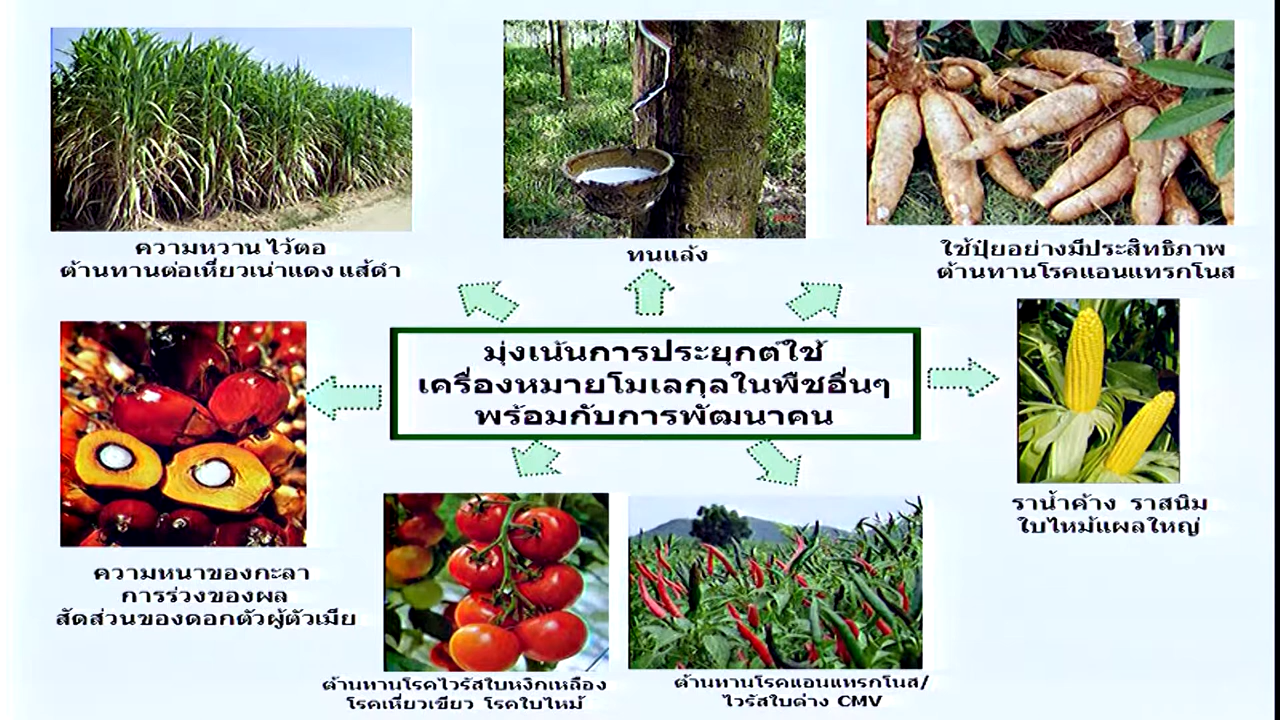 ความหวาน ไว้ตอ
ต้านทานต่อเหี่ยวเน่าแดง แส้ดำ
ทนแล้ง
ใช้ปุ๋ยอย่างมีประสิทธิภาพ
ต้านทานโรคแอนแทรกโนส
มุ่งเน้นการประยุกต์ใช้
เครื่องหมายโมเลกุลในพืชอื่นๆ
พร้อมกับการพัฒนาคน
ราน้ำค้าง ราสนิม
ใบไหม้แผลใหญ่
ความหนาของกะลา
การร่วงของผล
สัดส่วนของดอกตัวผู้ตัวเมีย
ต้านทานโรคไวรัสใบหงิกเหลือง
โรคเหี่ยวเขียว โรคใบไหม้
ต้านทานโรคแอนแทรกโนส/
ไวรัสใบด่าง CMV